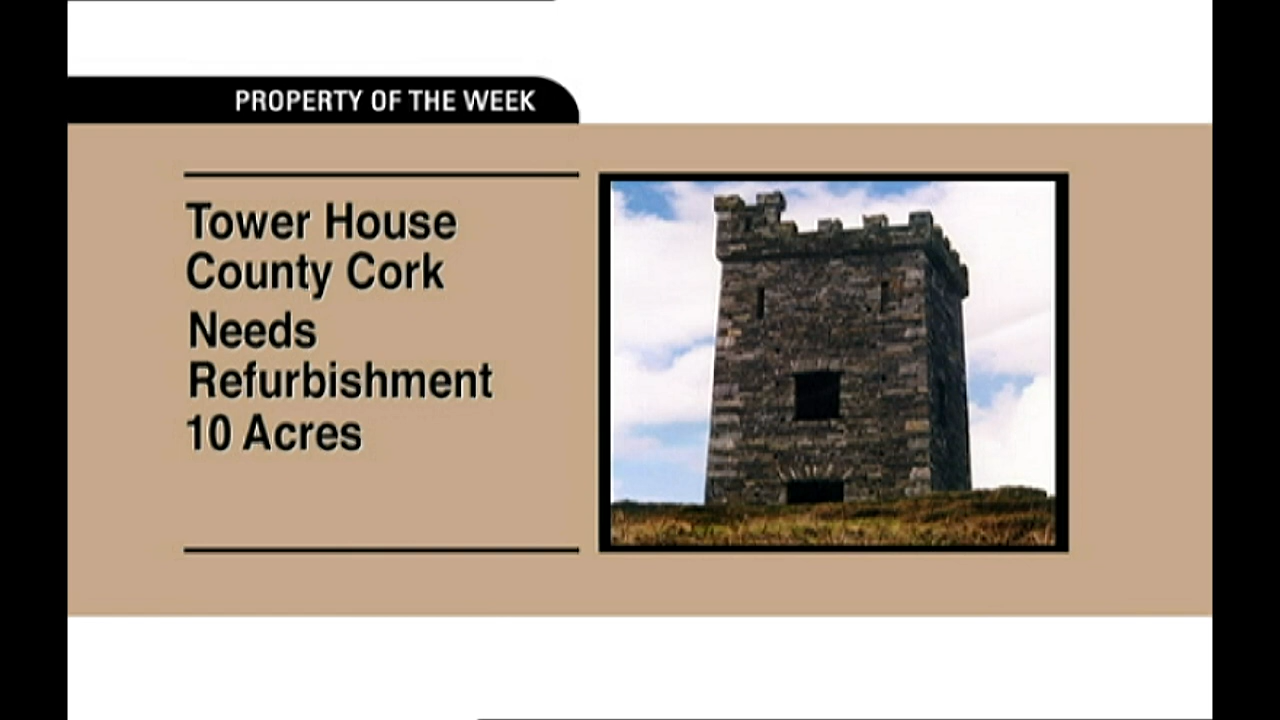 PROPERTY OF THE WEEK
Tower House
County Cork
Needs
Refurbishment
10 Acres